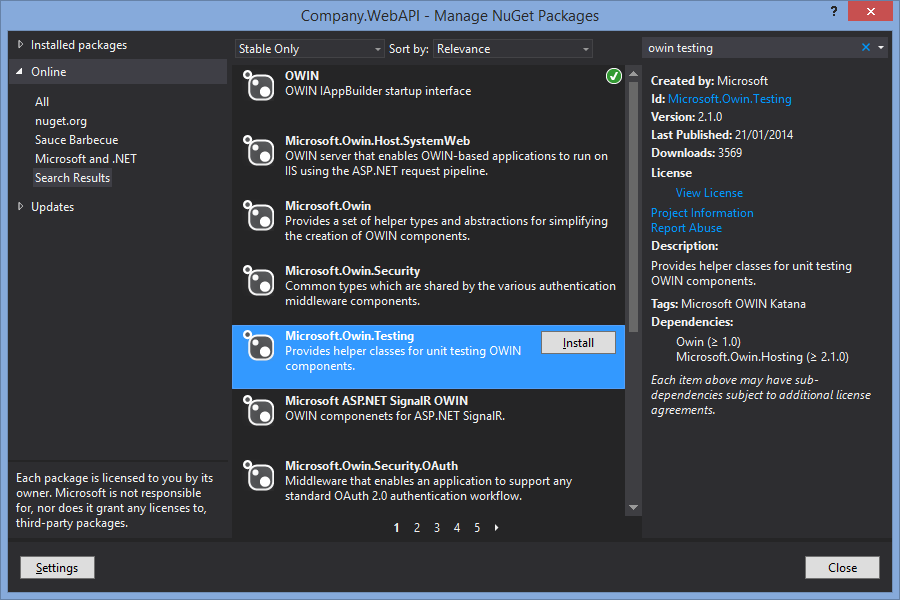 Company.WebAPI - Manage NuGet Packages
?
Installed packages
Online
All
nuget.org
Sauce Barbecue
Microsoft and .NET
Search Results
Updates
Each package is licensed to you by its
owner. Microsoft is not responsible
for, nor does it grant any licenses to,
third-party packages.
Settings
Stable Only
Sort by:
Relevance
OWIN
OWIN IAppBuilder startup interface
Microsoft.Owin.Host.SystemWeb
OWIN server that enables OWIN-based applications to run on
IIS using the ASP.NET request pipeline.
Microsoft.Owin
Provides a set of helper types and abstractions for simplifying
the creation of OWIN components.
Microsoft.Owin.Security
Common types which are shared by the various authentication
middleware components.
Microsoft.Owin.Testing
Provides helper classes for unit testing OWIN
components.
Install
Microsoft ASP.NET SignalR OWIN
OWIN componenets for ASP.NET SignalR.
Microsoft.Owin.Security.OAuth
Middleware that enables an application to support any
standard OAuth 2.0 authentication workflow.
1 2 3 4 5
owin testing
Created by: Microsoft
Id: Microsoft.Owin.Testing
Version: 2.1.0
Last Published: 21/01/2014
Downloads: 3569
License
View License
Project Information
Report Abuse
Description:
Provides helper classes for unit testing
OWIN components.
Tags: Microsoft OWIN Katana
Dependencies:
Owin (≥ 1.0)
Microsoft.Owin.Hosting (≥ 2.1.0)
Each item above may have sub-
dependencies subject to additional license
agreements.
Close